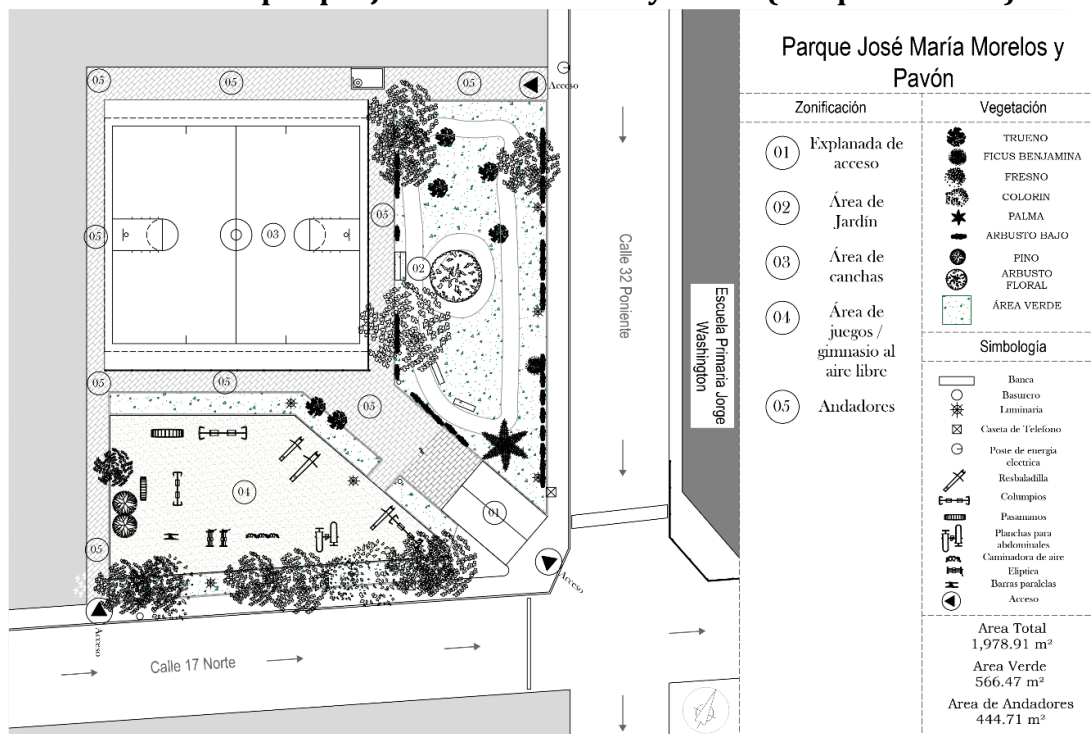 Parque José María Morelos y
Pavón
Zonificación
01
Explanada de
acceso
02
Área de
Jardín
03
Área de
canchas
04
Área de
juegos /
gimnasio al
aire libre
05
Andadores
Vegetación
TRUENO
FICUS BENJAMINA
FRESNO
COLORIN
PALMA
ARBUSTO BAJO
PINO
ARBUSTO
FLORAL
ÁREA VERDE
Simbología
Banca
Basurero
Luminaria
Caseta de Telefono
Poste de energia
electrica
Resbaladilla
Columpios
Pasamanos
Planchas para
abdominales
Caminadora de aire
Eliptica
Barras paralelas
Acceso
Area Total
1,978.91 m²
Area Verde
566.47 m²
Area de Andadores
444.71 m²
05
05
05
Acceso
05
03
05
02
05
05
05
04
01
05
Acceso
Acceso
Calle 32 Poniente
Escuela Primaria Jorge
Washington
Calle 17 Norte